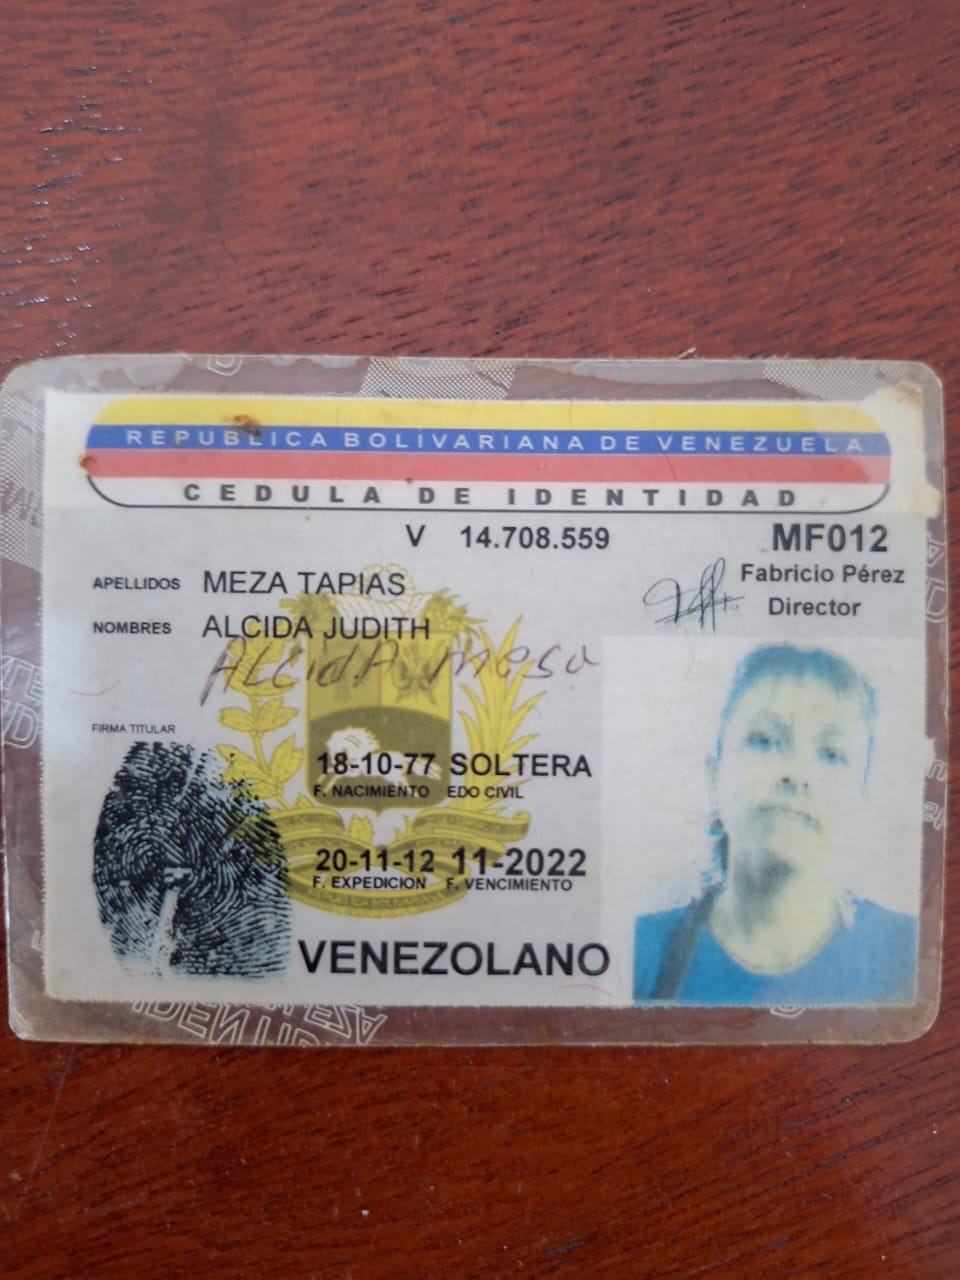 REPUBLICA BOLIVARIANA DE VENEZUELA
CEDULA DE IDENTIDAD
V 14.708.559 MF012
APELLIDOS MEZA TAPIAS
Fabricio Pérez
Director
NOMBRES ALCIDA JUDITH
Alcida mesa
FIRMA TITULAR
18-10-77 SOLTERA
F. NACIMIENTO EDO CIVIL
20-11-12 11-2022
F. EXPEDICION F. VENCIMIENTO
VENEZOLANO